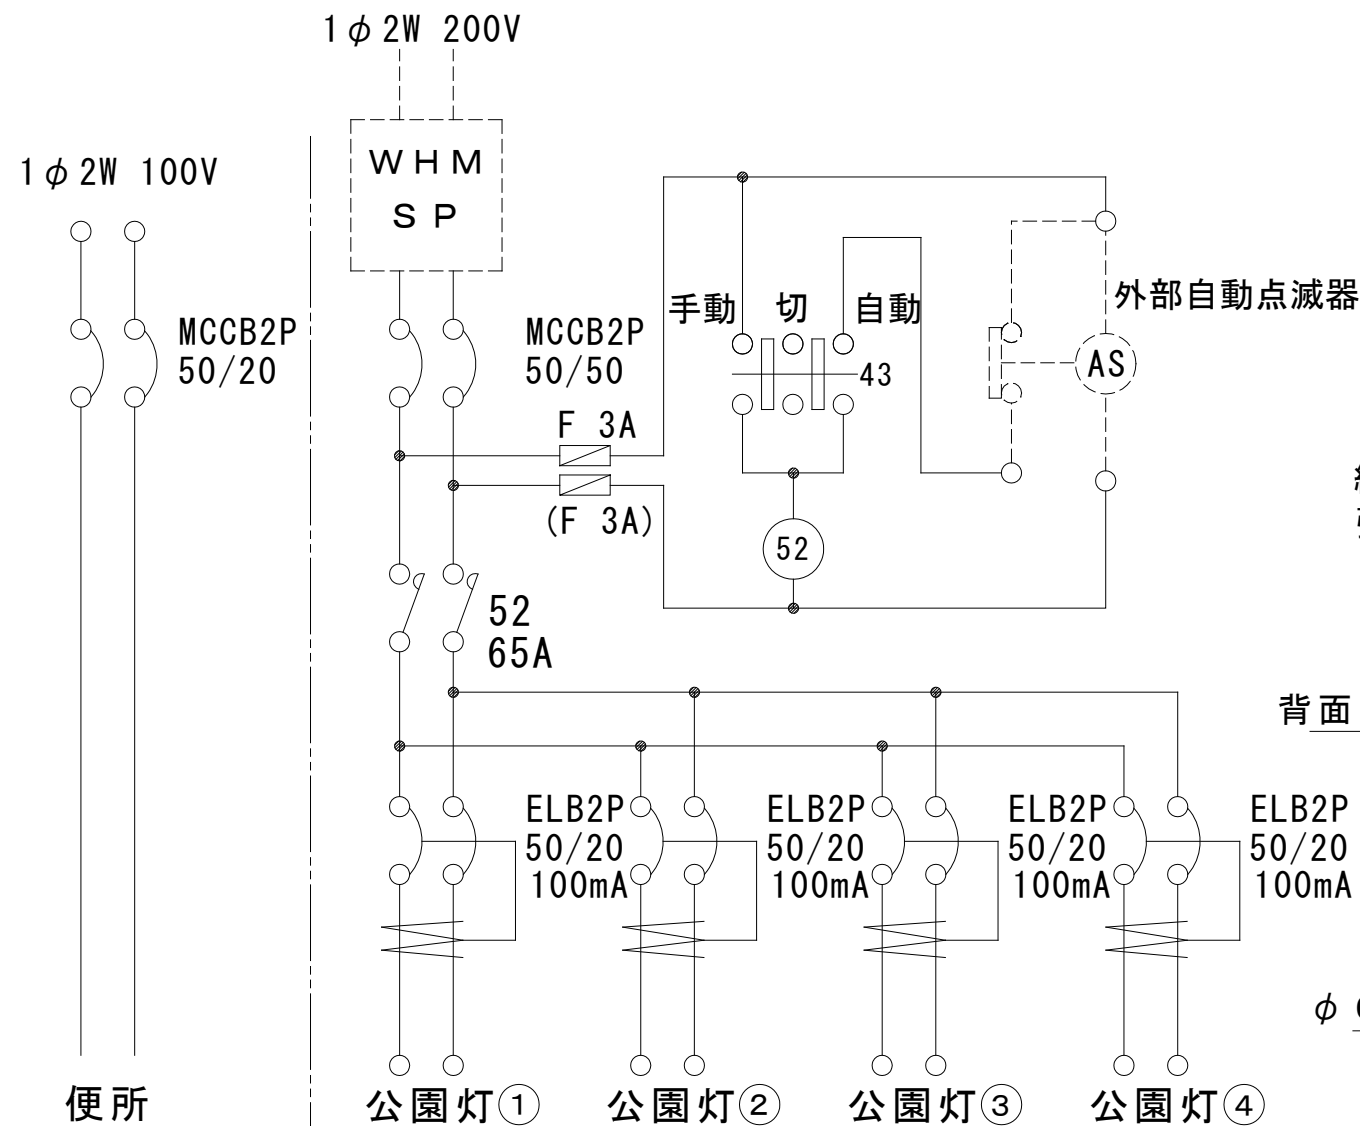 1φ2W 200V
WHM
SP
1φ2W 100V
MCCB2P
50/20
MCCB2P
50/50
手動 切 自動
43
外部自動点滅器
AS
F 3A
(F 3A)
52
52
65A
背面
ELB2P
50/20
100mA
ELB2P
50/20
100mA
ELB2P
50/20
100mA
ELB2P
50/20
100mA
φ
便所
公園灯①
公園灯②
公園灯③
公園灯④